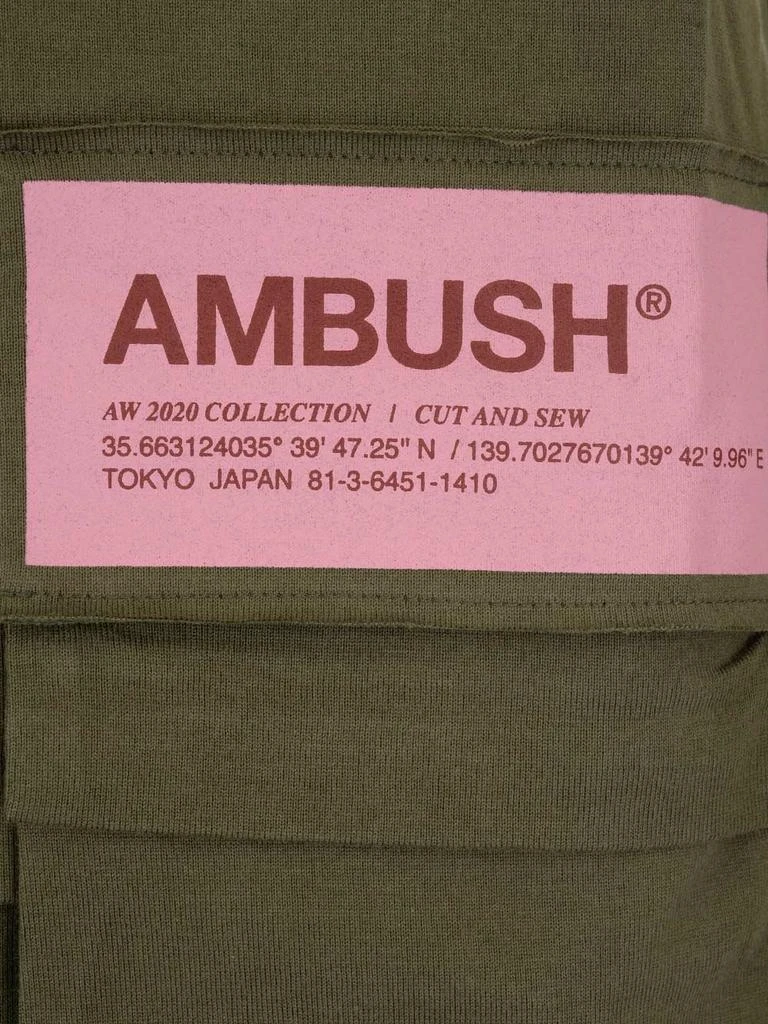 AMBUSH®
AW 2020 COLLECTION / CUT AND SEW
35.663124035° 39' 47.25" N / 139.7027670139° 42' 9.96" E
TOKYO JAPAN 81-3-6451-1410